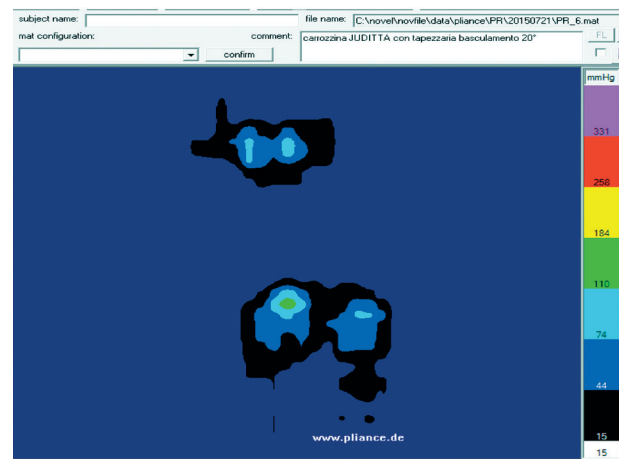 subject name: file name: C:\novel\novfile\data\pliance\PR\20150721\PR_6.mat
mat configuration: comment: carrozzina JUDITTA con tapezzaria basculamento 20° FL
confirm
mmHg
331
258
184
110
74
44
15
15
www.pliance.de